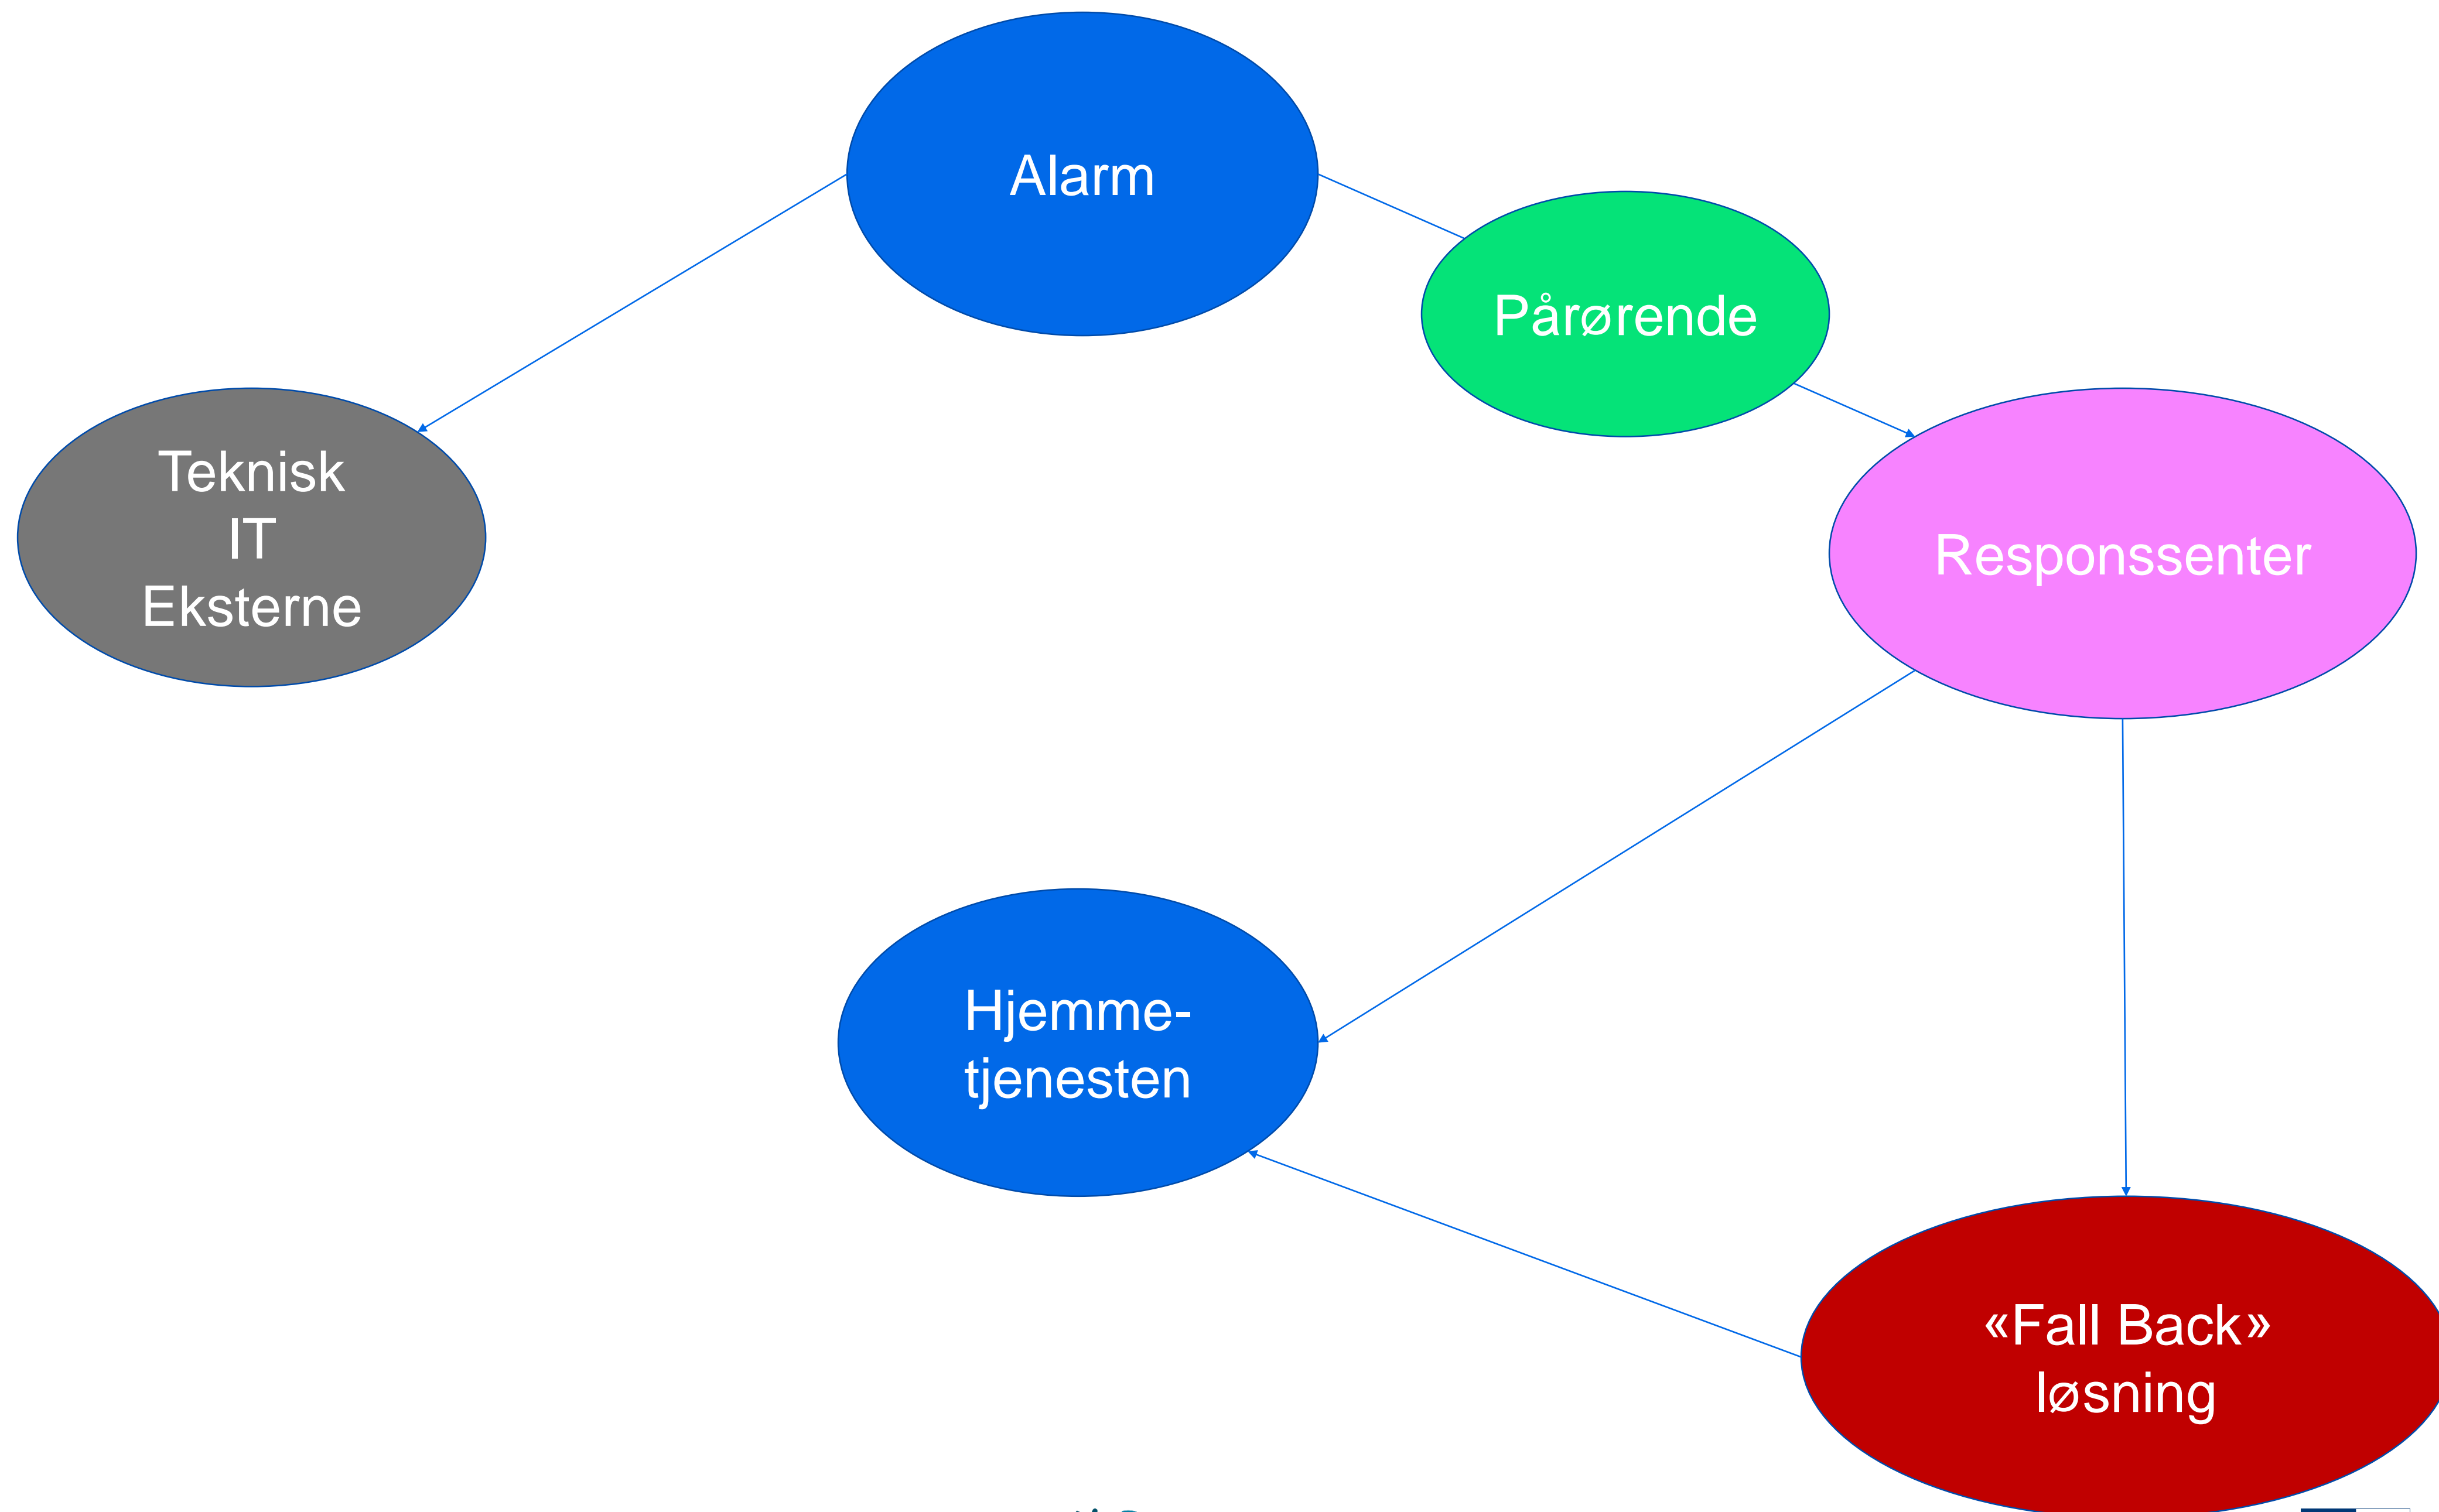 Alarm
Pårørende
Teknisk
IT
Eksterne
Responssenter
Hjemme-
tjenesten
«Fall Back»
løsning